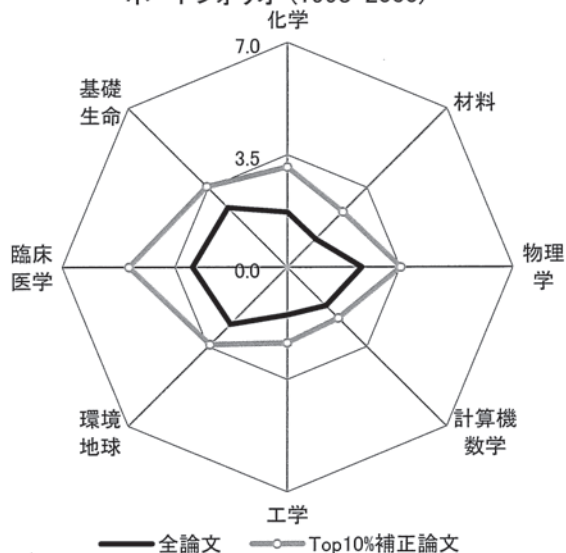 化学
7.0
基礎
生命
材料
3.5
臨床
医学
0.0
物理
学
環境
地球
計算機
数学
工学
全論文
Top10%補正論文